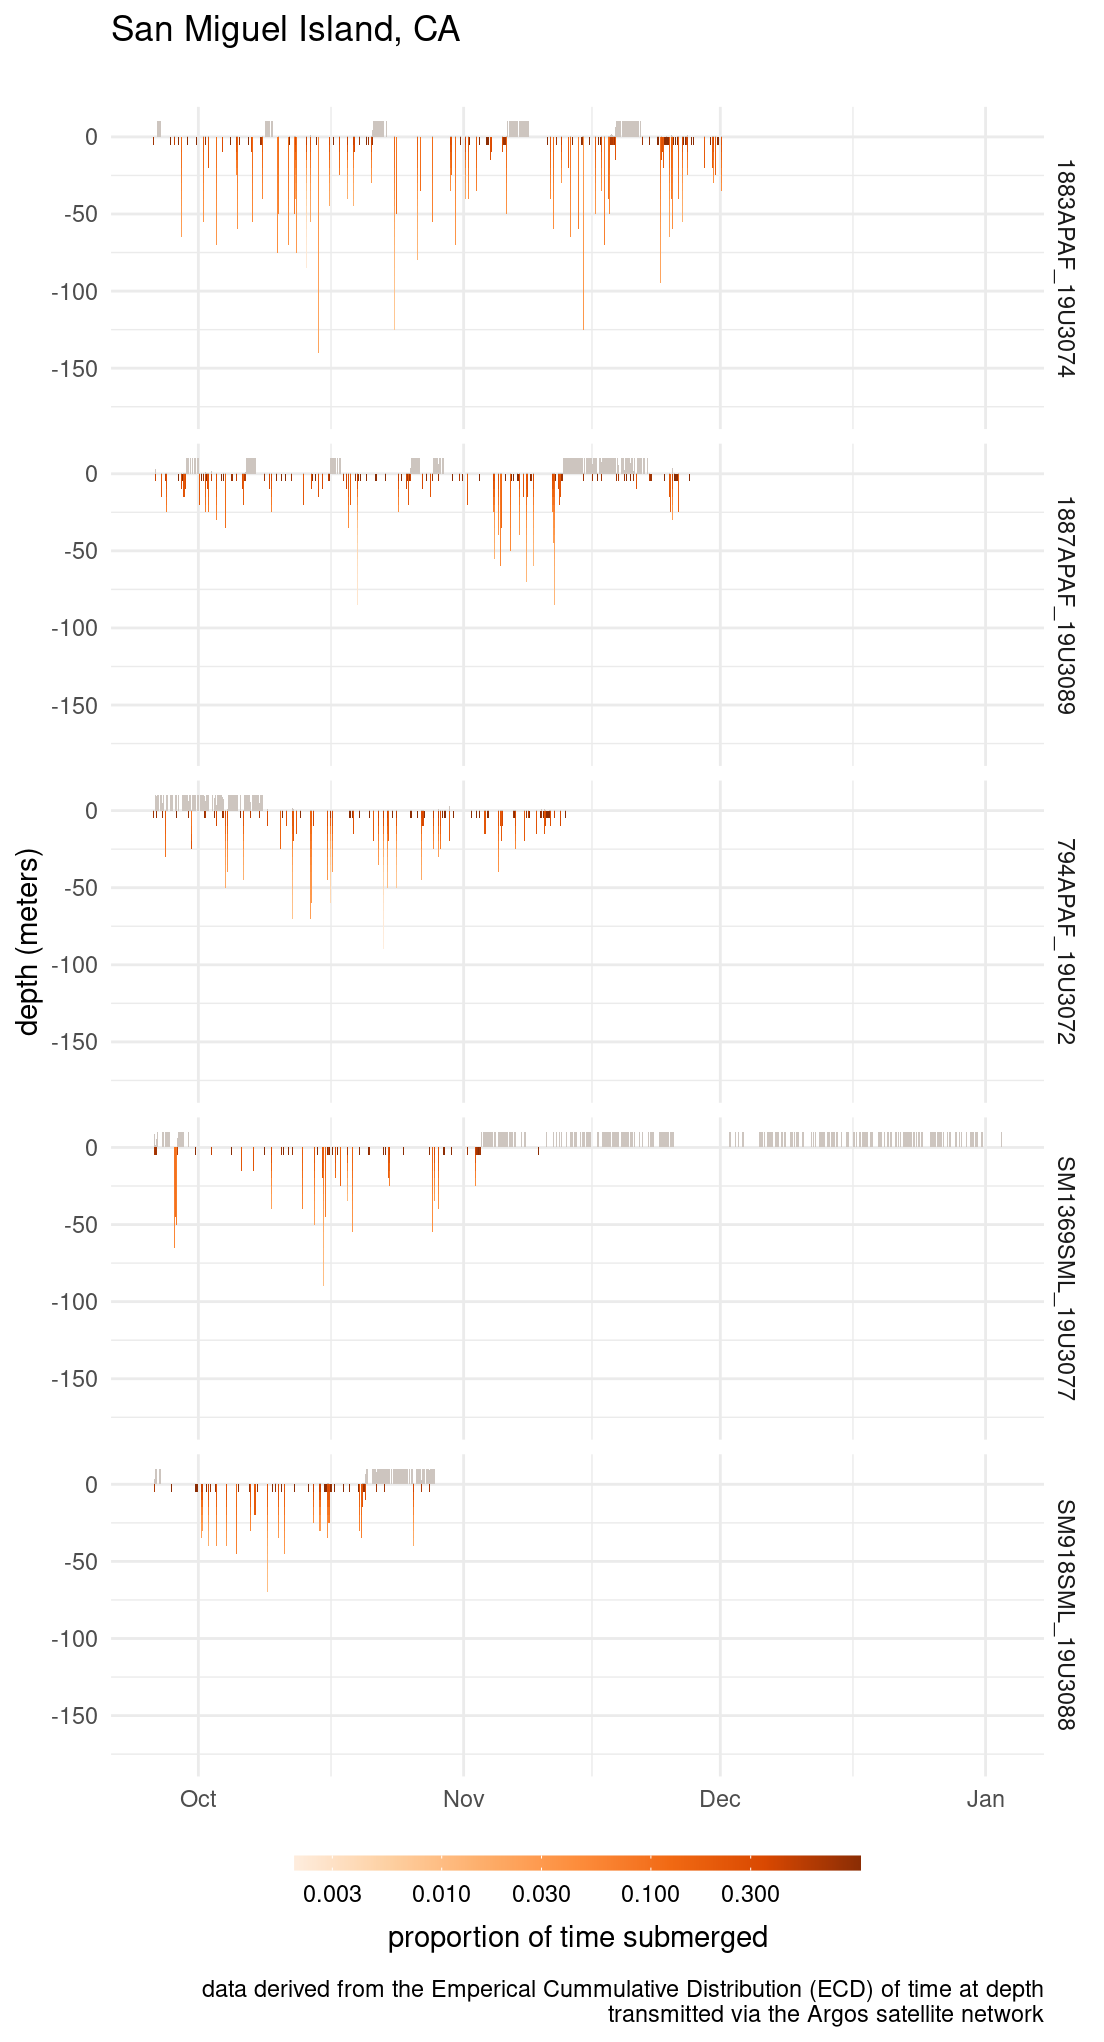 San Miguel Island, CA
0
-50
-100
-150
1883APAF_19U3074
0
-50
-100
-150
1887APAF_19U3089
depth (meters)
0
-50
-100
-150
794APAF_19U3072
0
-50
-100
-150
SM1369SML_19U3077
0
-50
-100
-150
SM918SML_19U3088
Oct Nov Dec Jan
0.003 0.010 0.030 0.100 0.300
proportion of time submerged
data derived from the Emperical Cummulative Distribution (ECD) of time at depth
transmitted via the Argos satellite network